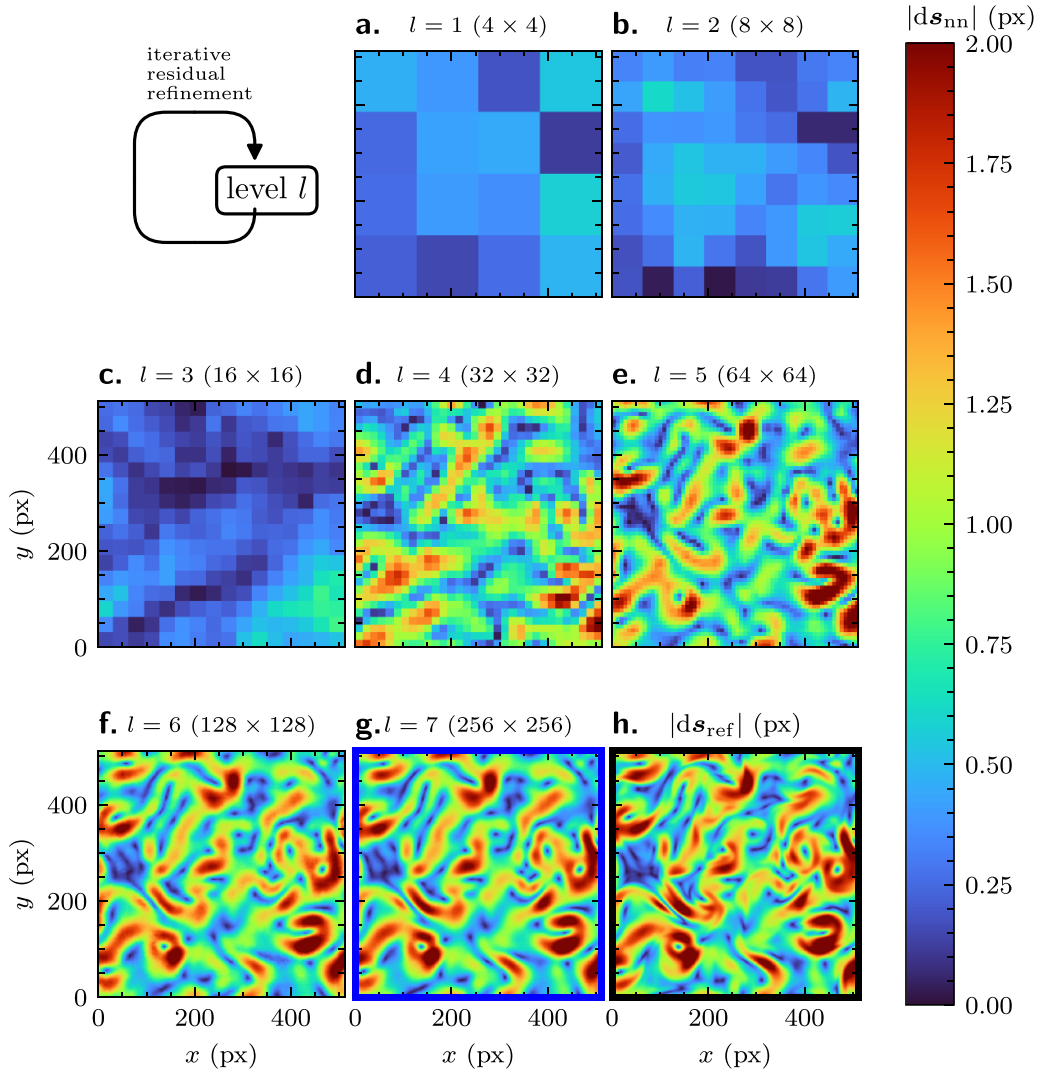 iterative
residual
refinement
level l
a. l = 1 (4 × 4)
b. l = 2 (8 × 8)
|ds_nn| (px)
2.00
1.75
1.50
1.25
1.00
0.75
0.50
0.25
0.00
c. l = 3 (16 × 16)
d. l = 4 (32 × 32)
e. l = 5 (64 × 64)
y (px)
400
200
0
f. l = 6 (128 × 128)
g. l = 7 (256 × 256)
h. |ds_ref| (px)
y (px)
400
200
0
0 200 400
0 200 400
0 200 400
x (px)
x (px)
x (px)